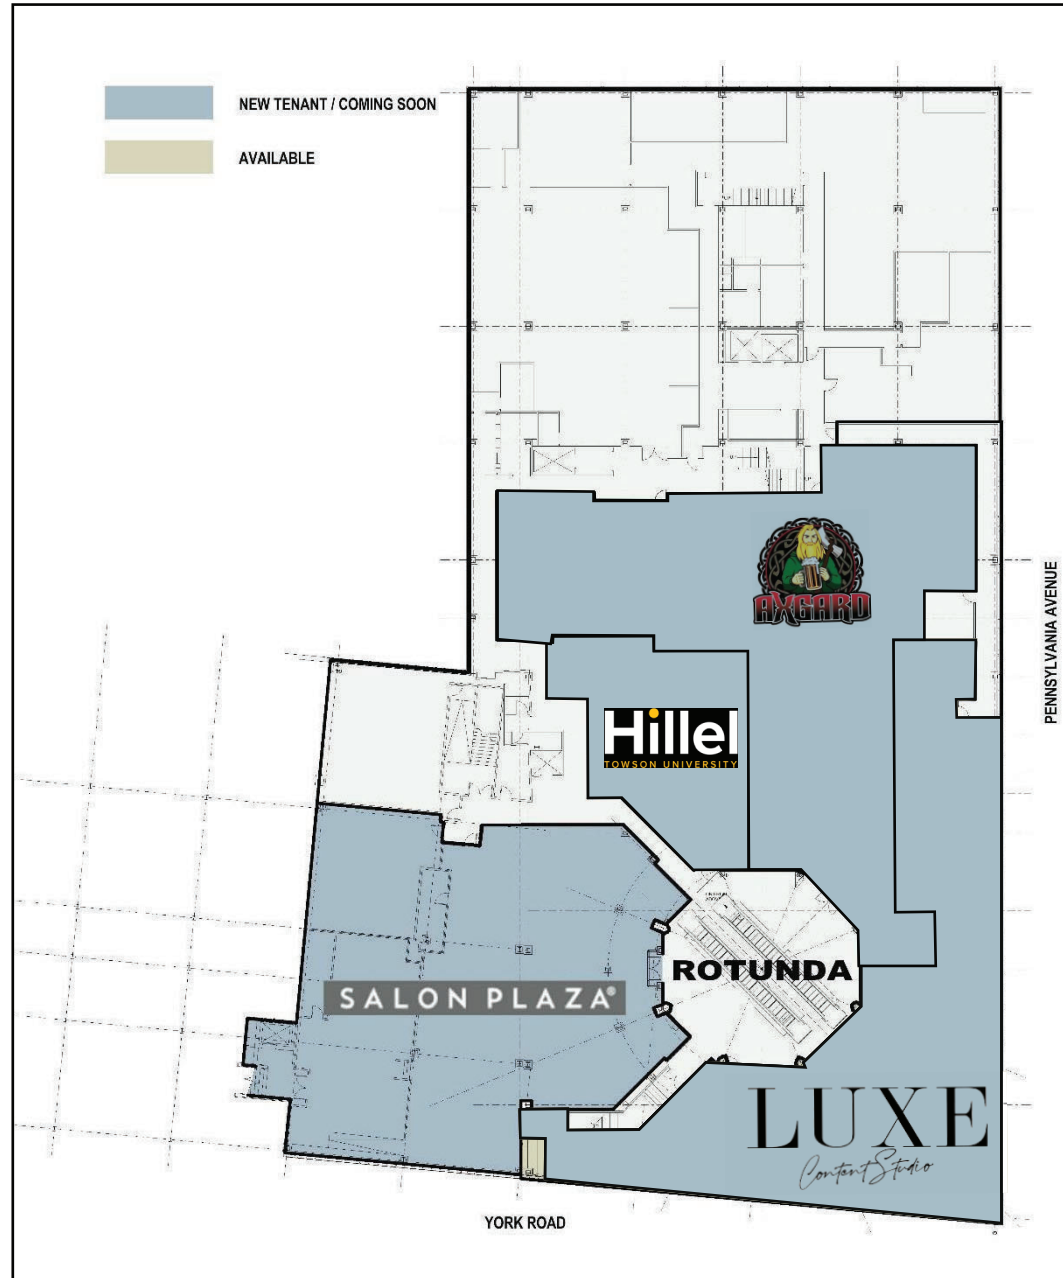 NEW TENANT / COMING SOON
AVAILABLE
AXGARD
PENNSYLVANIA AVENUE
Hillel
TOWSON UNIVERSITY
ROTUNDA
SALON PLAZA®
LUXE
Content Studio
YORK ROAD